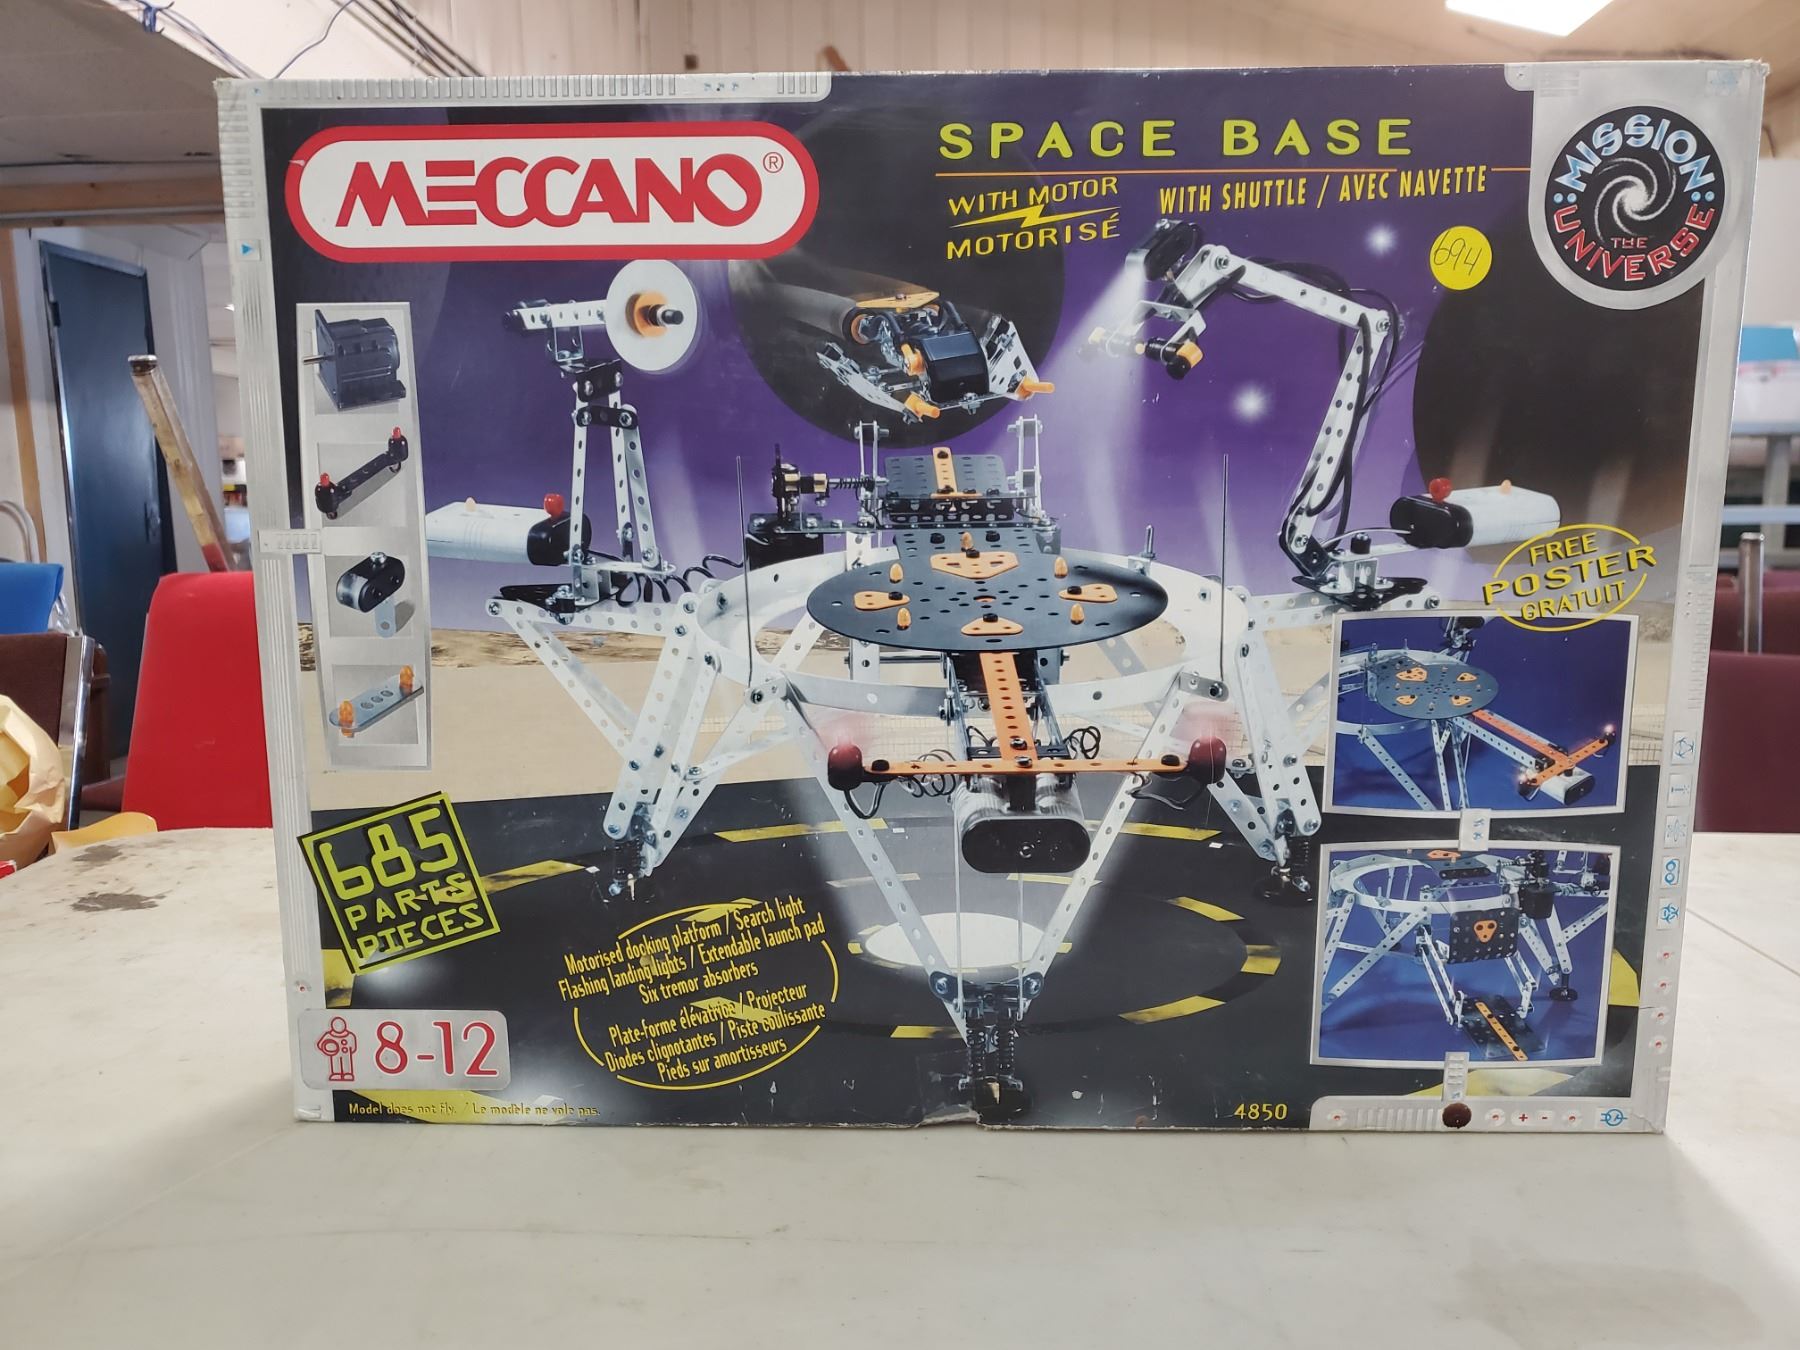 MECCANO®
SPACE BASE
WITH MOTOR
MOTORISÉ
WITH SHUTTLE / AVEC NAVETTE
MISSION:
THE
UNIVERSE:
694
FREE
POSTER
GRATUIT
685
PARTS
PIECES
Motorised docking platform / Search light
Flashing landing lights / Extendable launch pad
Six tremor absorbers
Plate-forme élévatrice / Projecteur
Diodes clignotantes / Piste coulissante
Pieds sur amortisseurs
8-12
Model does not fly. / Le modèle ne vole pas.
4850